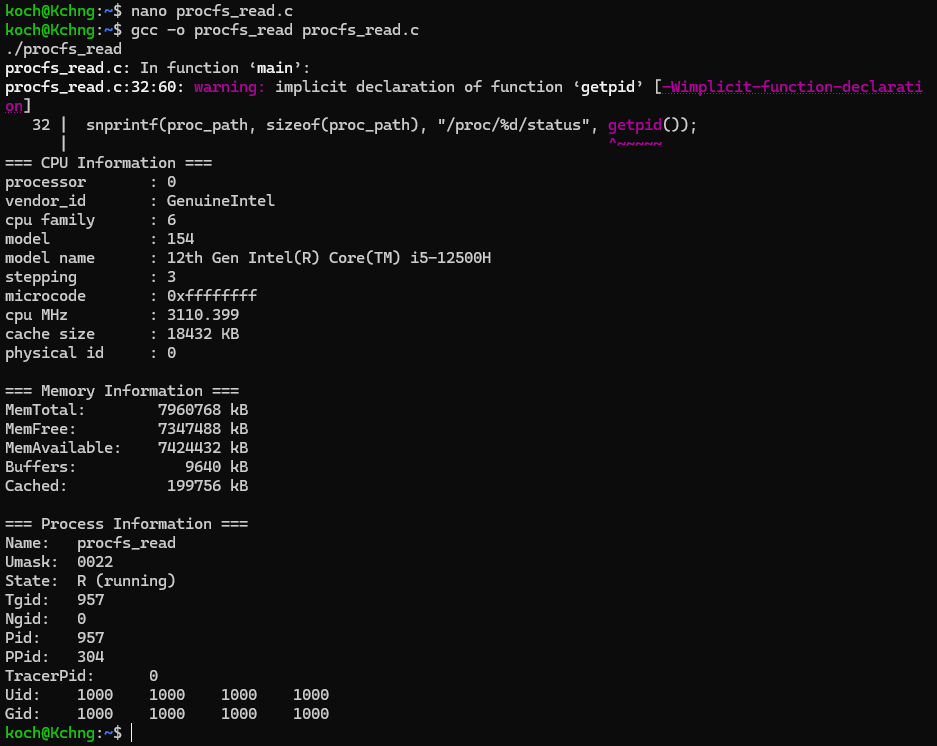 koch@Kchng:~$ nano procfs_read.c
koch@Kchng:~$ gcc -o procfs_read procfs_read.c
./procfs_read
procfs_read.c: In function ‘main’:
procfs_read.c:32:60: warning: implicit declaration of function ‘getpid’ [-Wimplicit-function-declarati
on]
   32 |  snprintf(proc_path, sizeof(proc_path), "/proc/%d/status", getpid());
      |                                                            ^~~~~~
=== CPU Information ===
processor       : 0
vendor_id       : GenuineIntel
cpu family      : 6
model           : 154
model name      : 12th Gen Intel(R) Core(TM) i5-12500H
stepping        : 3
microcode       : 0xffffffff
cpu MHz         : 3110.399
cache size      : 18432 KB
physical id     : 0

=== Memory Information ===
MemTotal:        7960768 kB
MemFree:         7347488 kB
MemAvailable:    7424432 kB
Buffers:            9640 kB
Cached:           199756 kB

=== Process Information ===
Name:   procfs_read
Umask:  0022
State:  R (running)
Tgid:   957
Ngid:   0
Pid:    957
PPid:   304
TracerPid:      0
Uid:    1000    1000    1000    1000
Gid:    1000    1000    1000    1000
koch@Kchng:~$